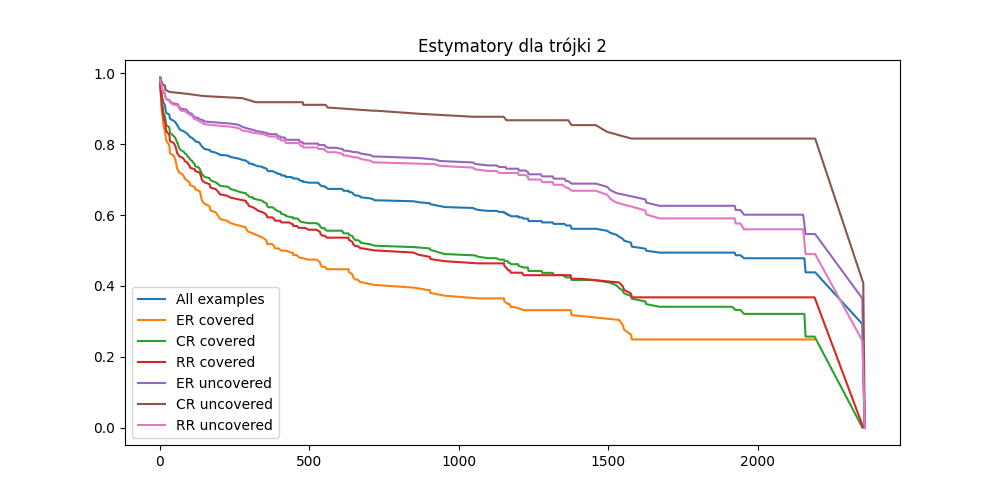 Estymatory dla trójki 2
1.0
0.8
0.6
0.4
0.2
0.0
0
500
1000
1500
2000
All examples
ER covered
CR covered
RR covered
ER uncovered
CR uncovered
RR uncovered